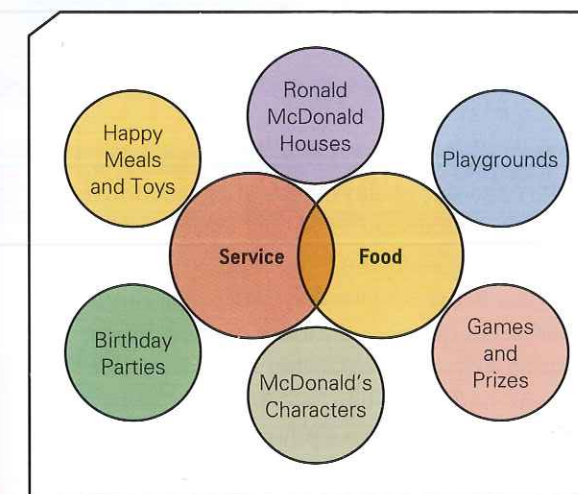 Ronald
McDonald
Houses
Happy
Meals
and Toys
Playgrounds
Service
Food
Birthday
Parties
McDonald's
Characters
Games
and
Prizes